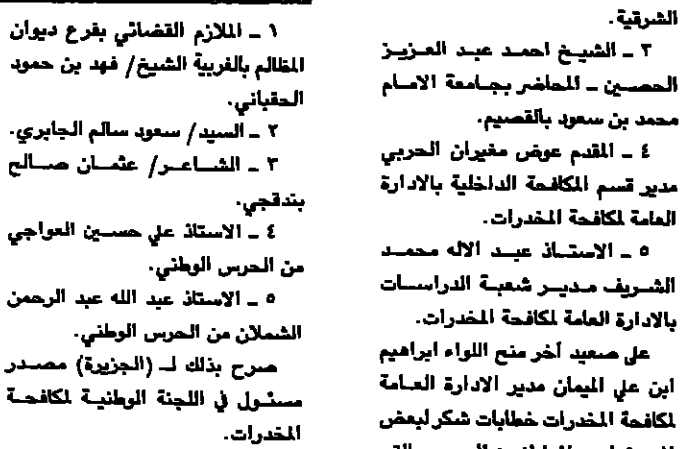 الشرقية.
٣ ـ الشيخ احمد عبد العزيز
الحصين ـ المحاضر بجامعة الامام
محمد بن سعود بالقصيم.
٤ ـ المقدم عوض مغيران الحربي
مدير قسم المكافحة الداخلية بالادارة
العامة لمكافحة المخدرات.
٥ ـ الاستاذ عبد الاله محمد
الشريف مدير شعبة الدراسات
بالادارة العامة لمكافحة المخدرات.
على صعيد آخر منح اللواء ابراهيم
ابن علي الميمان مدير الادارة العامة
لمكافحة المخدرات خطابات شكر لبعض
١ ـ الملازم القضائي بفرع ديوان
المظالم بالغربية الشيخ/ فهد بن حمود
الحقباني.
٢ ـ السيد/ سعود سالم الجابري.
٣ ـ الشاعر/ عثمان صالح
بندقجي.
٤ ـ الاستاذ علي حسين العواجي
من الحرس الوطني.
٥ ـ الاستاذ عبد الله عبد الرحمن
الشملان من الحرس الوطني.
صرح بذلك لـ (الجزيرة) مصدر
مسئول في اللجنة الوطنية لمكافحة
المخدرات.